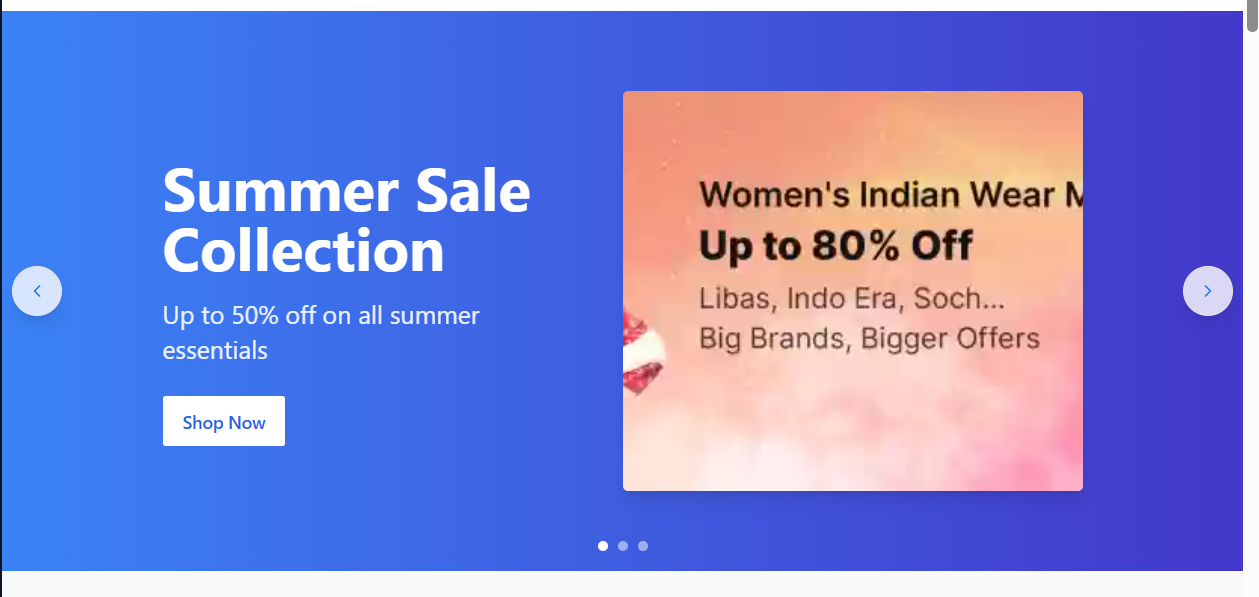 Summer Sale
Collection
Up to 50% off on all summer
essentials
Shop Now
Women's Indian Wear
Up to 80% Off
Libas, Indo Era, Soch...
Big Brands, Bigger Offers